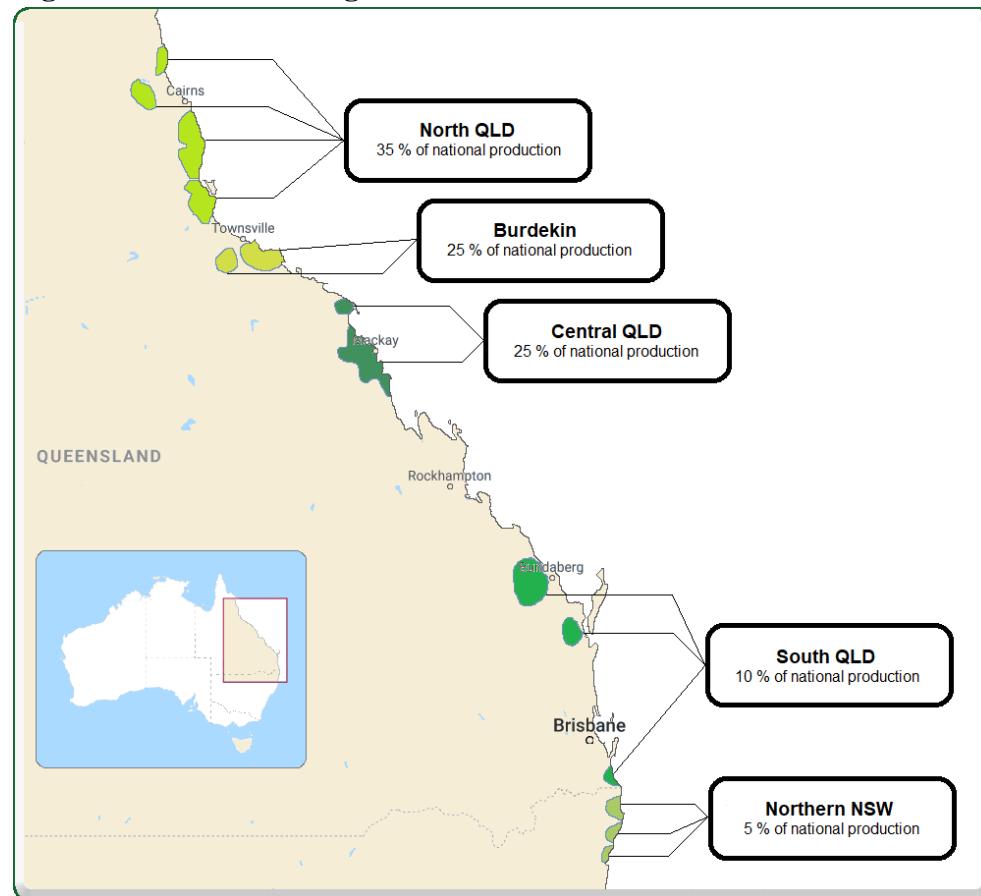 Cairns
North QLD
35 % of national production
Townsville
Burdekin
25 % of national production
Central QLD
25 % of national production
Mackay
QUEENSLAND
Rockhampton
Bundaberg
South QLD
10 % of national production
Brisbane
Northern NSW
5 % of national production